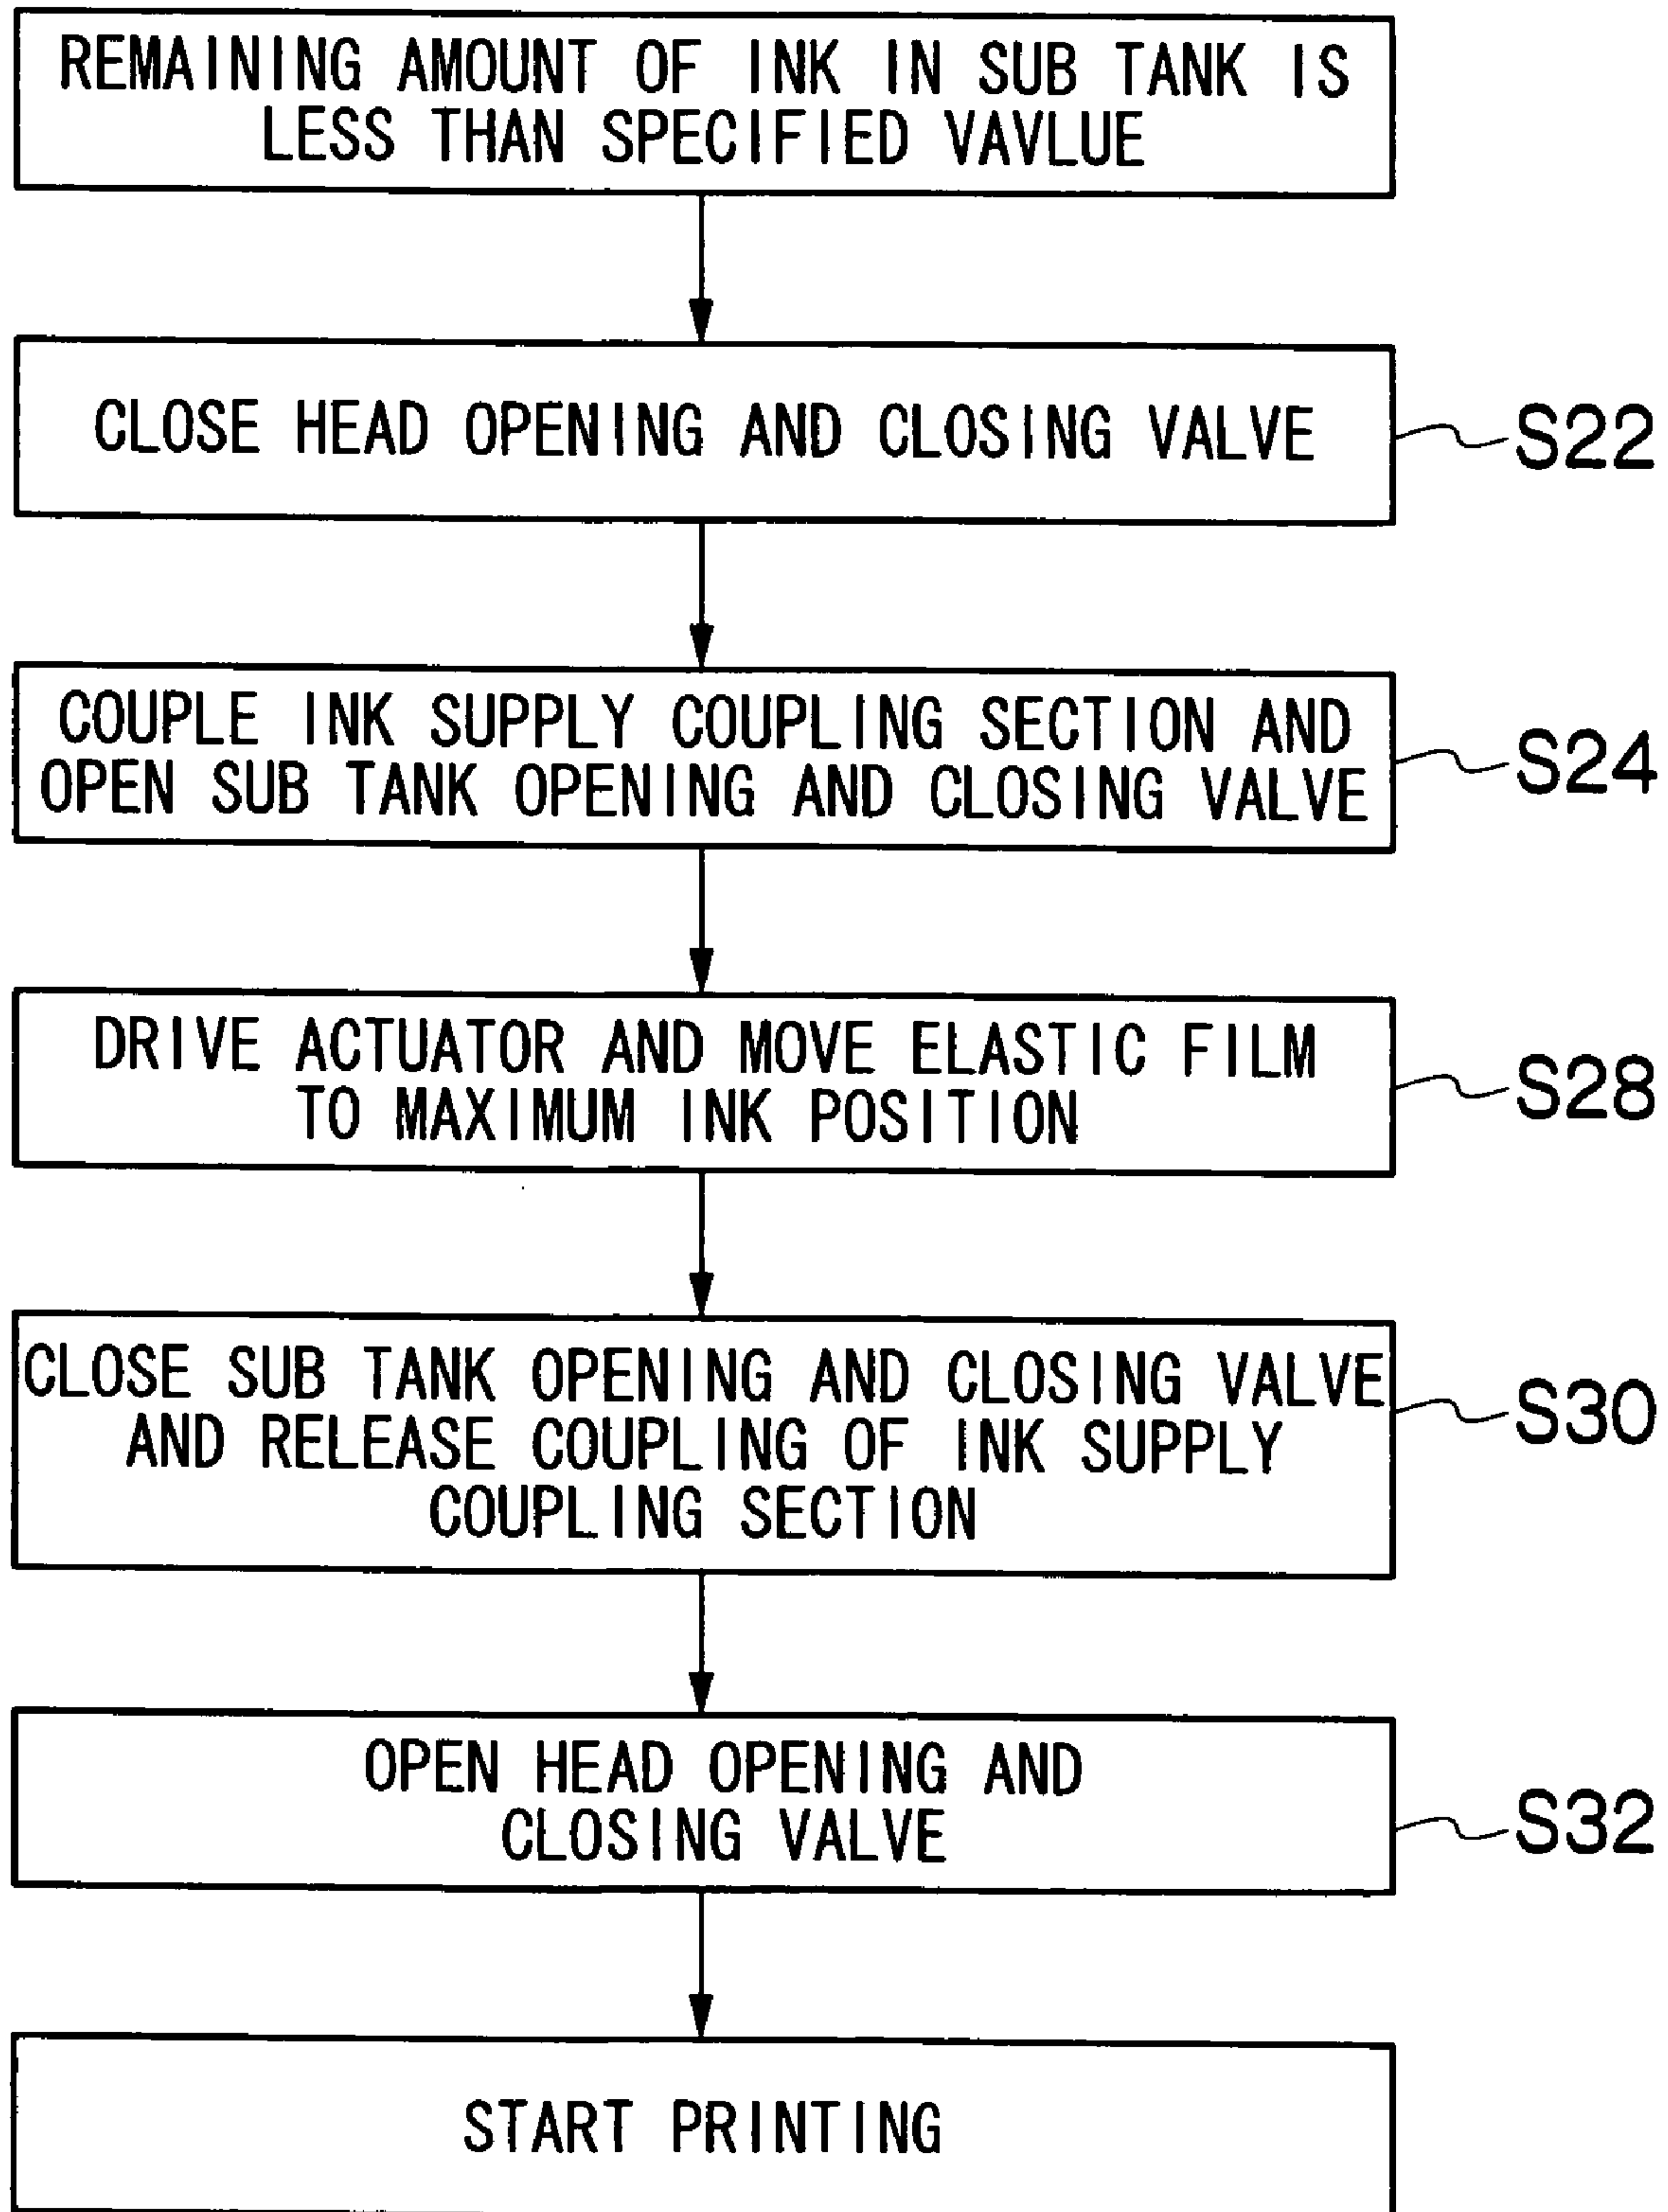 REMAINING AMOUNT OF INK IN SUB TANK IS
LESS THAN SPECIFIED VAVLUE
CLOSE HEAD OPENING AND CLOSING VALVE
S22
COUPLE INK SUPPLY COUPLING SECTION AND
OPEN SUB TANK OPENING AND CLOSING VALVE
S24
DRIVE ACTUATOR AND MOVE ELASTIC FILM
TO MAXIMUM INK POSITION
S28
CLOSE SUB TANK OPENING AND CLOSING VALVE
AND RELEASE COUPLING OF INK SUPPLY
COUPLING SECTION
S30
OPEN HEAD OPENING AND
CLOSING VALVE
S32
START PRINTING